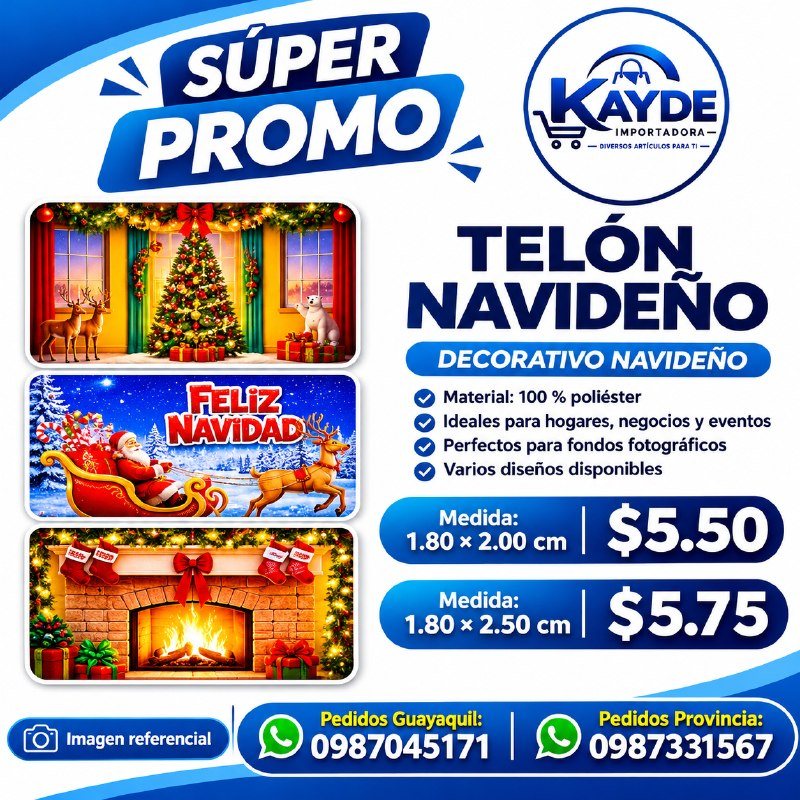 SÚPER
PROMO
KAYDE
IMPORTADORA
DIVERSOS ARTÍCULOS PARA TI
TELÓN
NAVIDEÑO
DECORATIVO NAVIDEÑO
Material: 100 % poliéster
Ideales para hogares, negocios y eventos
Perfectos para fondos fotográficos
Varios diseños disponibles
FELIZ
NAVIDAD
Medida:
1.80 × 2.00 cm
$5.50
Medida:
1.80 × 2.50 cm
$5.75
Imagen referencial
Pedidos Guayaquil:
0987045171
Pedidos Provincia:
0987331567